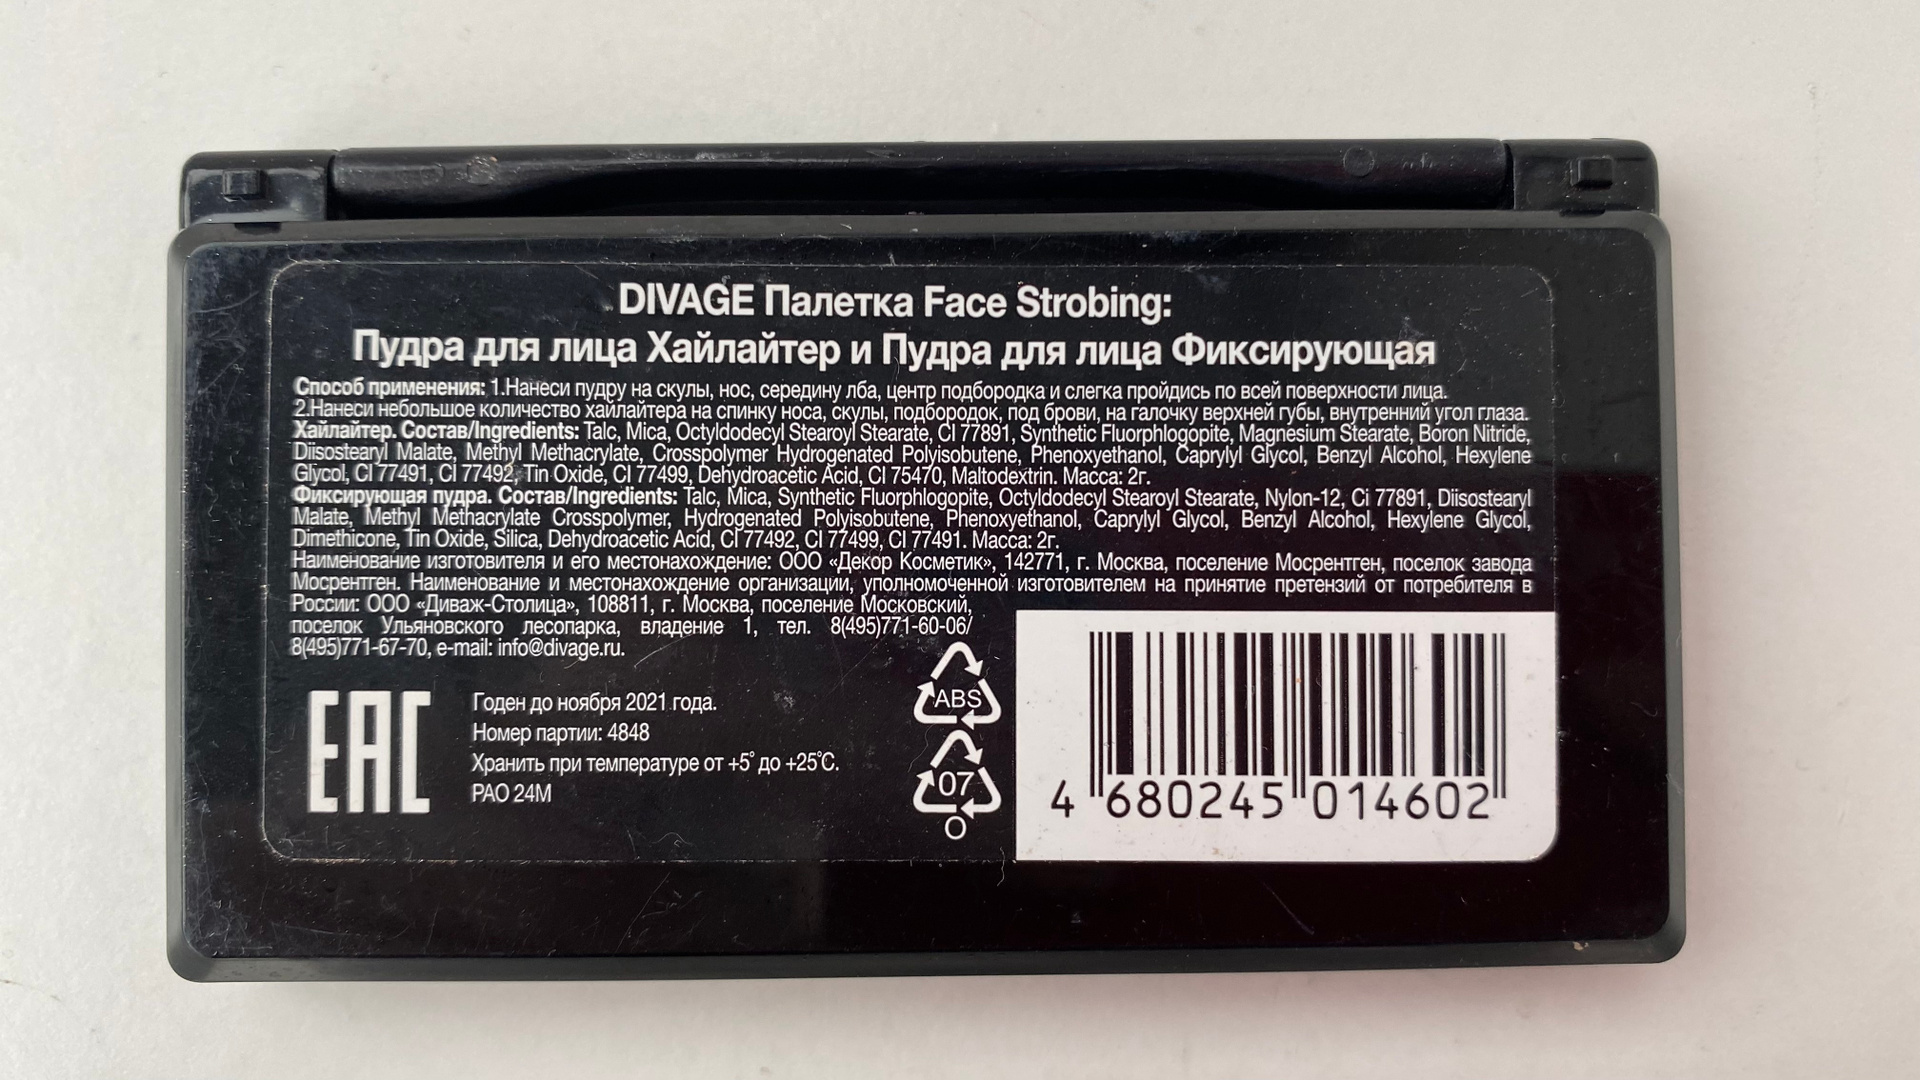 DIVAGE Палетка Face Strobing:
Пудра для лица Хайлайтер и Пудра для лица Фиксирующая
Способ применения: 1.Нанеси пудру на скулы, нос, середину лба, центр подбородка и слегка пройдись по всей поверхности лица.
2.Нанеси небольшое количество хайлайтера на спинку носа, скулы, подбородок, под брови, на галочку верхней губы, внутренний угол глаза.
Хайлайтер. Состав/Ingredients: Talc, Mica, Octyldodecyl Stearoyl Stearate, CI 77891, Synthetic Fluorphlogopite, Magnesium Stearate, Boron Nitride,
Diisostearyl Malate, Methyl Methacrylate, Crosspolymer Hydrogenated Polyisobutene, Phenoxyethanol, Caprylyl Glycol, Benzyl Alcohol, Hexylene
Glycol, CI 77491, CI 77492, Tin Oxide, CI 77499, Dehydroacetic Acid, CI 75470, Maltodextrin. Масса: 2г.
Фиксирующая пудра. Состав/Ingredients: Talc, Mica, Synthetic Fluorphlogopite, Octyldodecyl Stearoyl Stearate, Nylon-12, Ci 77891, Diisostearyl
Malate, Methyl Methacrylate Crosspolymer, Hydrogenated Polyisobutene, Phenoxyethanol, Caprylyl Glycol, Benzyl Alcohol, Hexylene Glycol,
Dimethicone, Tin Oxide, Silica, Dehydroacetic Acid, CI 77492, CI 77499, CI 77491. Масса: 2г.
Наименование изготовителя и его местонахождение: ООО «Декор Косметик», 142771, г. Москва, поселение Мосрентген, поселок завода
Мосрентген. Наименование и местонахождение организации, уполномоченной изготовителем на принятие претензий от потребителя в
России: ООО «Диваж-Столица», 108811, г. Москва, поселение Московский,
поселок Ульяновского лесопарка, владение 1, тел. 8(495)771-60-06/
8(495)771-67-70, e-mail: info@divage.ru.
EAC
Годен до ноября 2021 года.
Номер партии: 4848
Хранить при температуре от +5° до +25°С.
PAO 24M
ABS
07
O
4 680245 014602